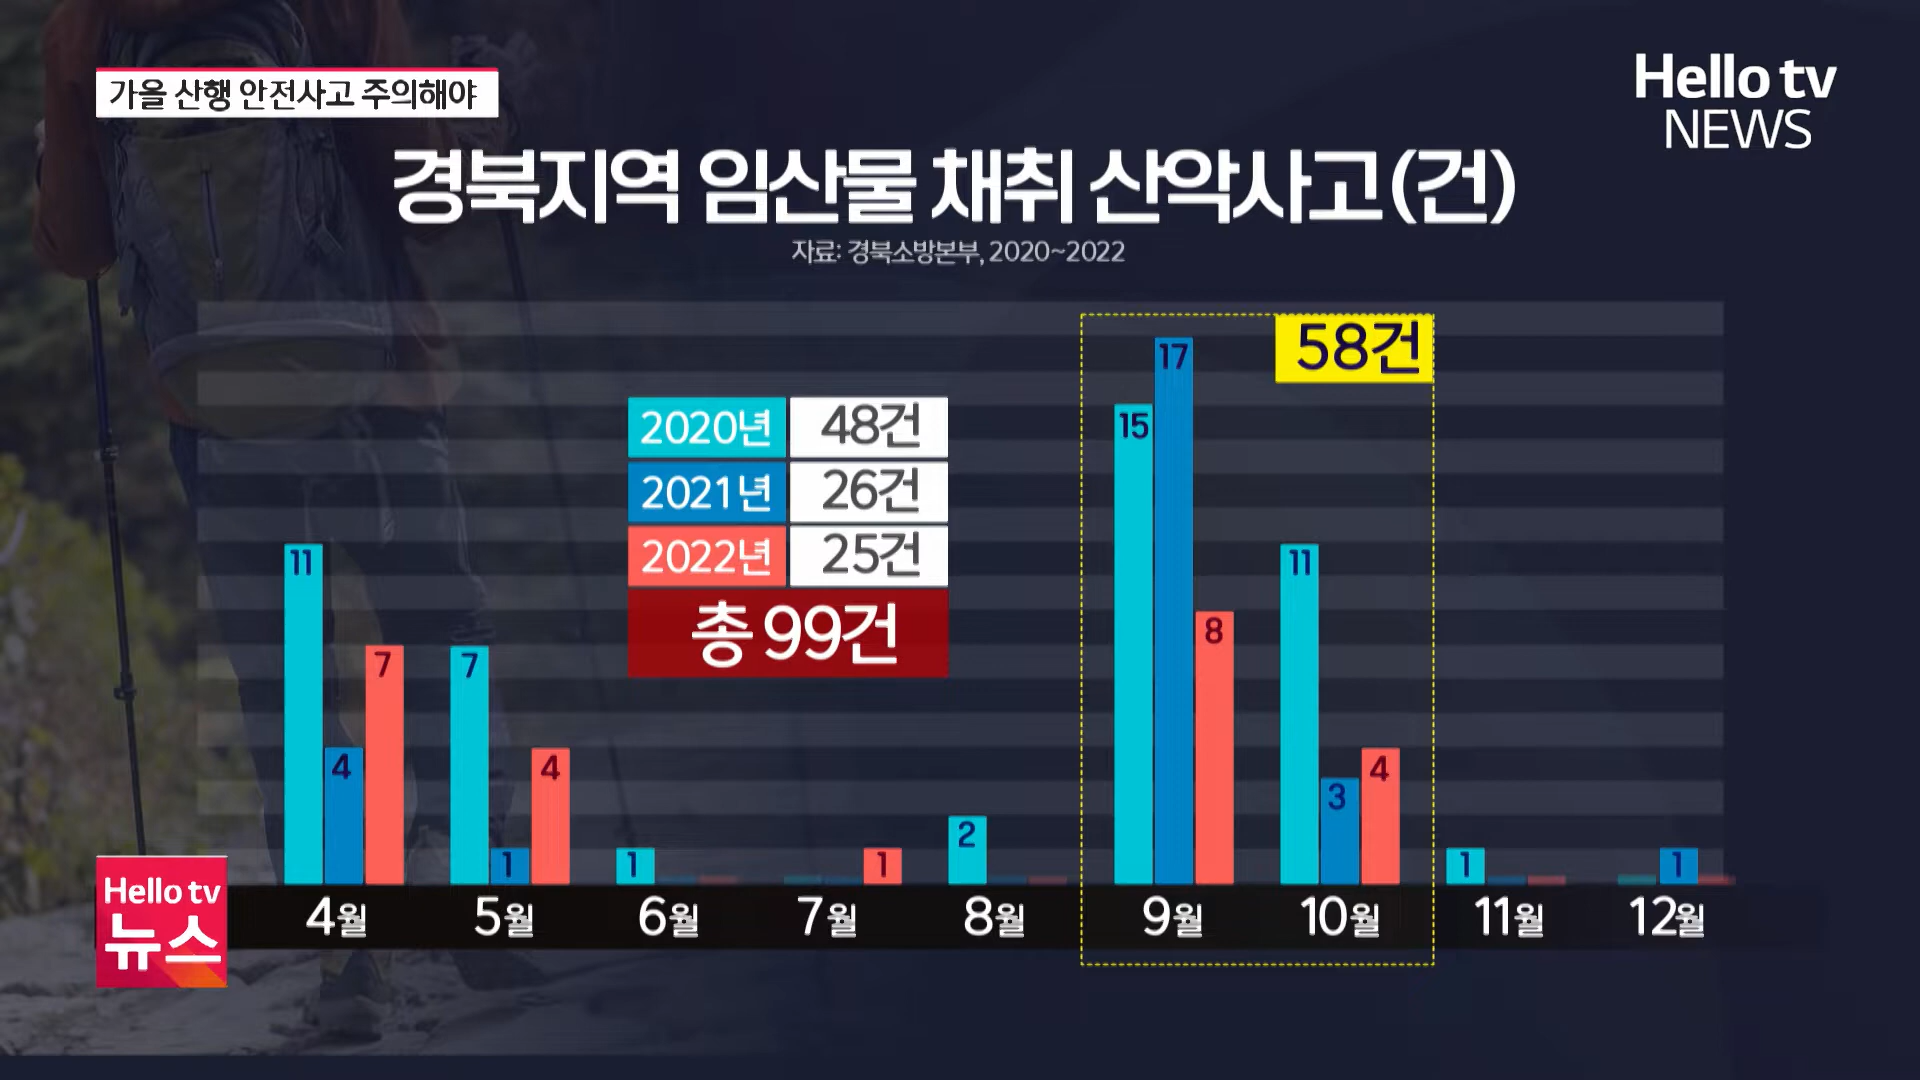 가을 산행 안전사고 주의해야
Hello tv
NEWS
경북지역 임산물 채취 산악사고(건)
자료: 경북소방본부, 2020~2022
58건
2020년 48건
2021년 26건
2022년 25건
총 99건
11 4 7
7 1 4
1
1
2
15 17 8
11 3 4
1
1
4월 5월 6월 7월 8월 9월 10월 11월 12월
Hello tv
뉴스